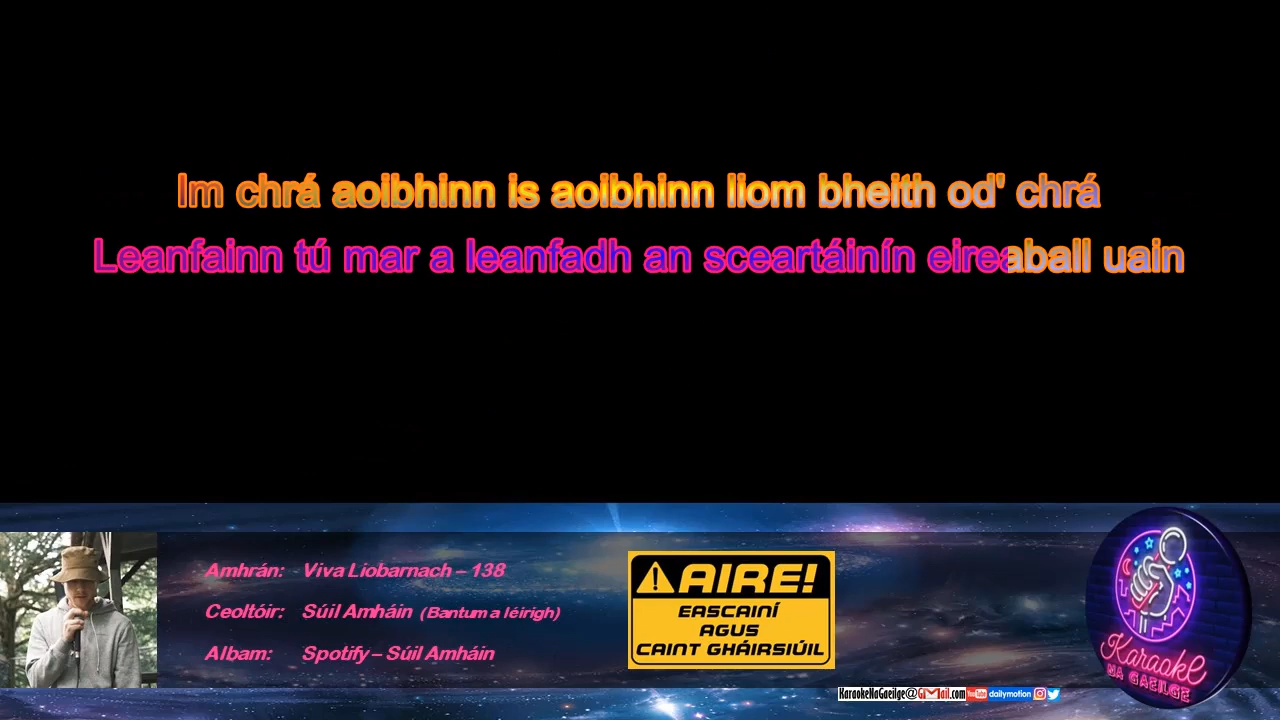 Im chrá aoibhinn is aoibhinn liom bheith od' chrá
Leanfainn tú mar a leanfadh an sceartáinín eireaball uain
Amhrán: Viva Liobarnach – 138
Ceoltóir: Súil Amháin (Bantum a léirigh)
Albam: Spotify – Súil Amháin
AIRE!
EASCAINÍ
AGUS
CAINT GHÁIRSIÚIL
Karaoke
NA GAEILGE
KaraokeNaGaeilge@GMail.com YouTube dailymotion